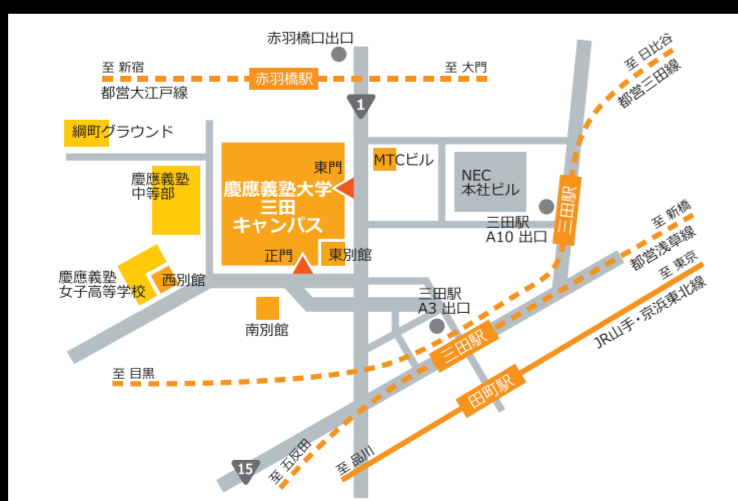 赤羽橋口出口
至 新宿
赤羽橋駅
至 大門
都営大江戸線
至 日比谷
都営三田線
1
綱町グラウンド
東門
MTCビル
NEC
本社ビル
慶應義塾
中等部
慶應義塾大学
三田
キャンパス
三田駅
A10 出口
三田駅
至 新橋
都営浅草線
至 東京
JR山手・京浜東北線
正門
東別館
慶應義塾
女子高等学校
西別館
南別館
三田駅
A3 出口
三田駅
至 目黒
田町駅
15
至 五反田
至 品川